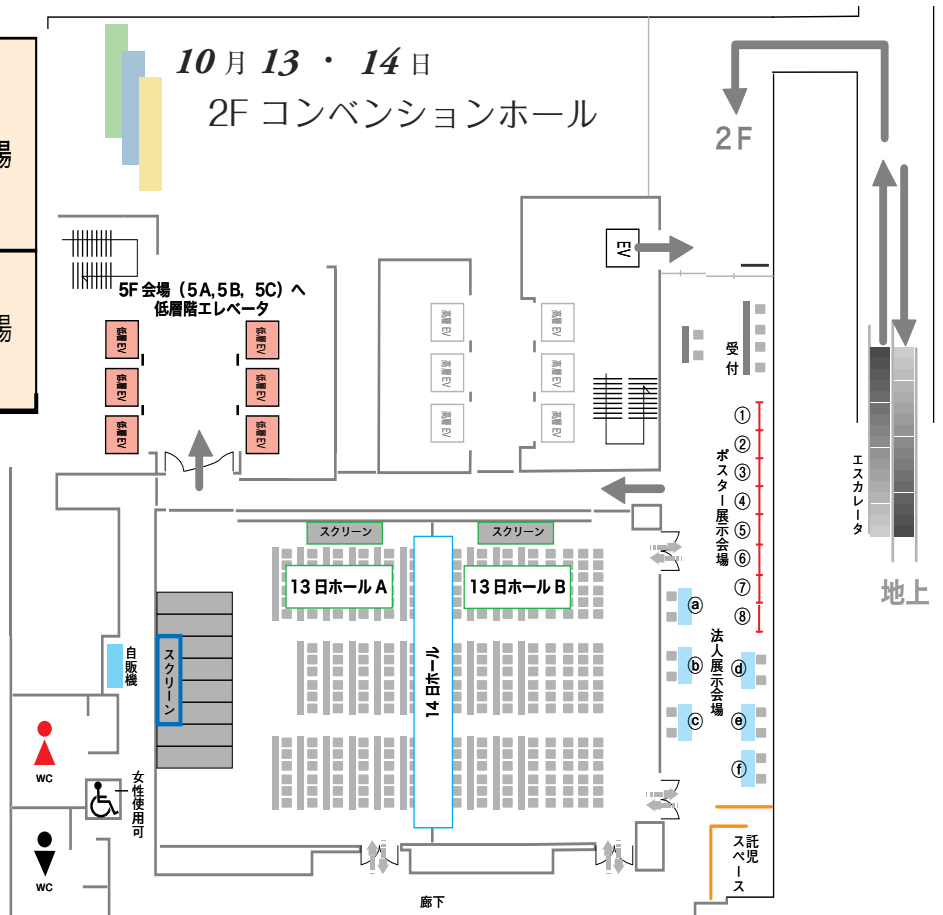 10月13・14日
2F コンベンションホール
場
場
2F
EV
5F会場（5A,5B, 5C）へ
低層階エレベータ
低層EV
低層EV
低層EV
低層EV
低層EV
低層EV
高層EV
高層EV
高層EV
高層EV
高層EV
高層EV
受付
①
②
③
④
⑤
⑥
⑦
⑧
ポスター展示会場
エスカレータ
地上
スクリーン
スクリーン
13日ホールA
13日ホールB
14日ホール
スクリーン
自販機
ⓐ
ⓑ
ⓒ
法人展示会場
ⓓ
ⓔ
ⓕ
WC
女性使用可
WC
託児
スペース
廊下